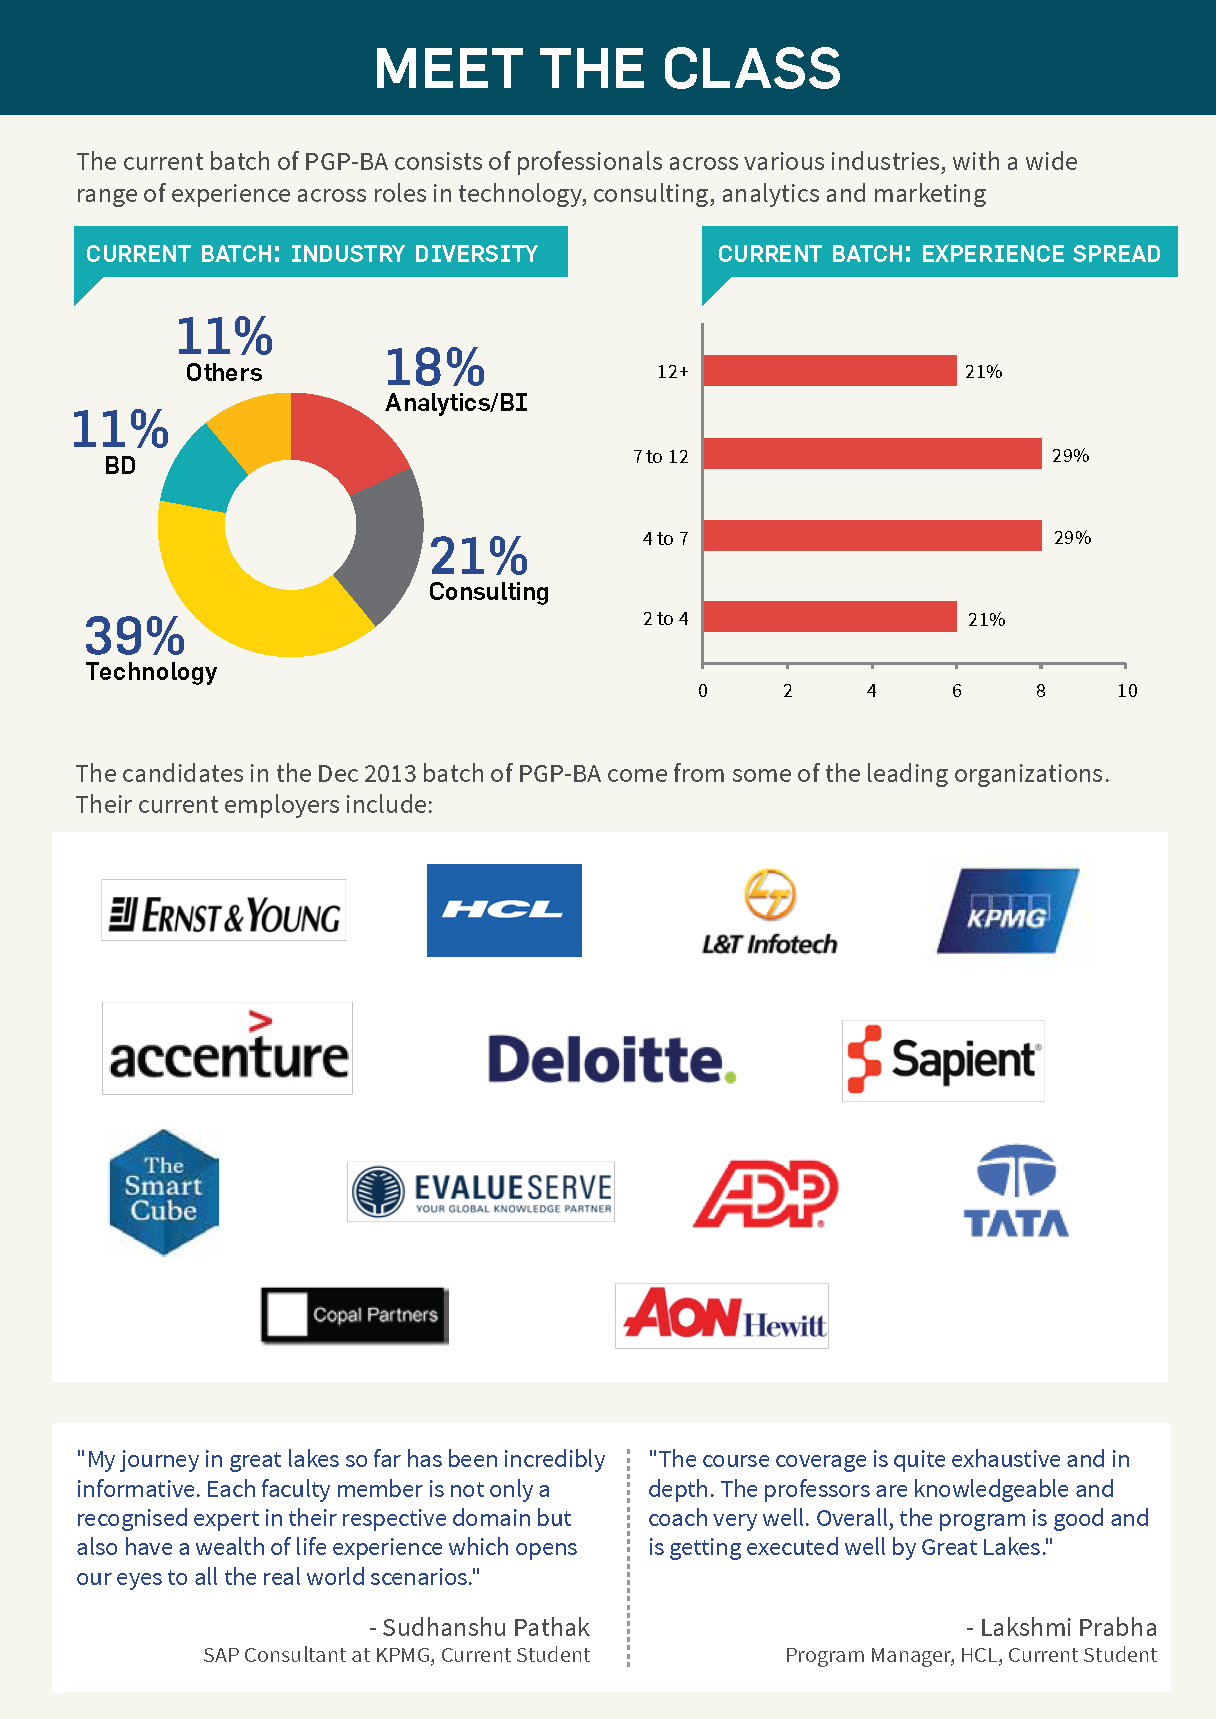 MEET THE CLASS
The current batch of PGP-BA consists of professionals across various industries, with a wide
range of experience across roles in technology, consulting, analytics and marketing
CURRENT BATCH: INDUSTRY DIVERSITY
11%
Others
18%
Analytics/BI
11%
BD
21%
Consulting
39%
Technology
CURRENT BATCH: EXPERIENCE SPREAD
12+ 21%
7 to 12 29%
4 to 7 29%
2 to 4 21%
0 2 4 6 8 10
The candidates in the Dec 2013 batch of PGP-BA come from some of the leading organizations.
Their current employers include:
ERNST & YOUNG
HCL
LT
L&T Infotech
KPMG
accenture
Deloitte.
Sapient®
The
Smart
Cube
EVALUESERVE
YOUR GLOBAL KNOWLEDGE PARTNER
ADP®
TATA
Copal Partners
AON Hewitt
"My journey in great lakes so far has been incredibly
informative. Each faculty member is not only a
recognised expert in their respective domain but
also have a wealth of life experience which opens
our eyes to all the real world scenarios."
- Sudhanshu Pathak
SAP Consultant at KPMG, Current Student
"The course coverage is quite exhaustive and in
depth. The professors are knowledgeable and
coach very well. Overall, the program is good and
is getting executed well by Great Lakes."
- Lakshmi Prabha
Program Manager, HCL, Current Student